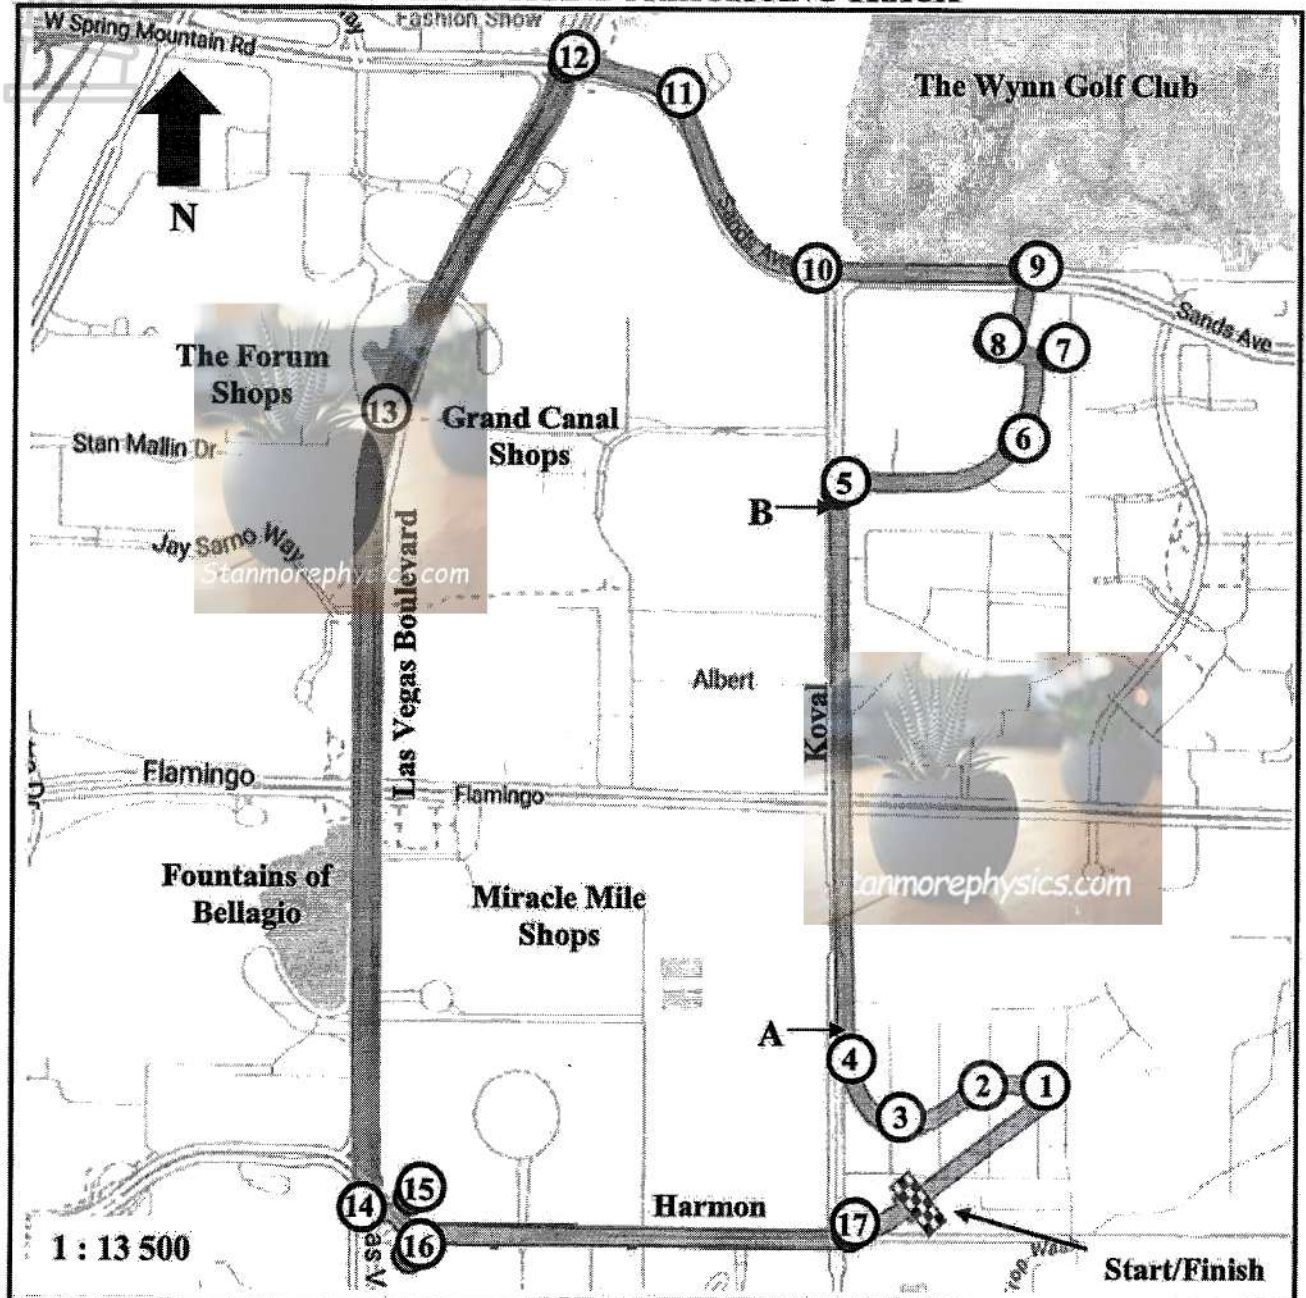 W Spring Mountain Rd
Fashion Show
12
11
The Wynn Golf Club
N
Sands Ave
10
9
Sands Ave
8
7
The Forum
Shops
13
Grand Canal
Shops
6
Stan Mallin Dr
5
B
Jay Sarno Way
Stanmorephysics.com
Las Vegas Boulevard
Albert
Koval
Flamingo
Flamingo
Fountains of
Bellagio
Miracle Mile
Shops
Stanmorephysics.com
A
4
2
1
3
15
14
Harmon
17
16
1 : 13 500
Start/Finish